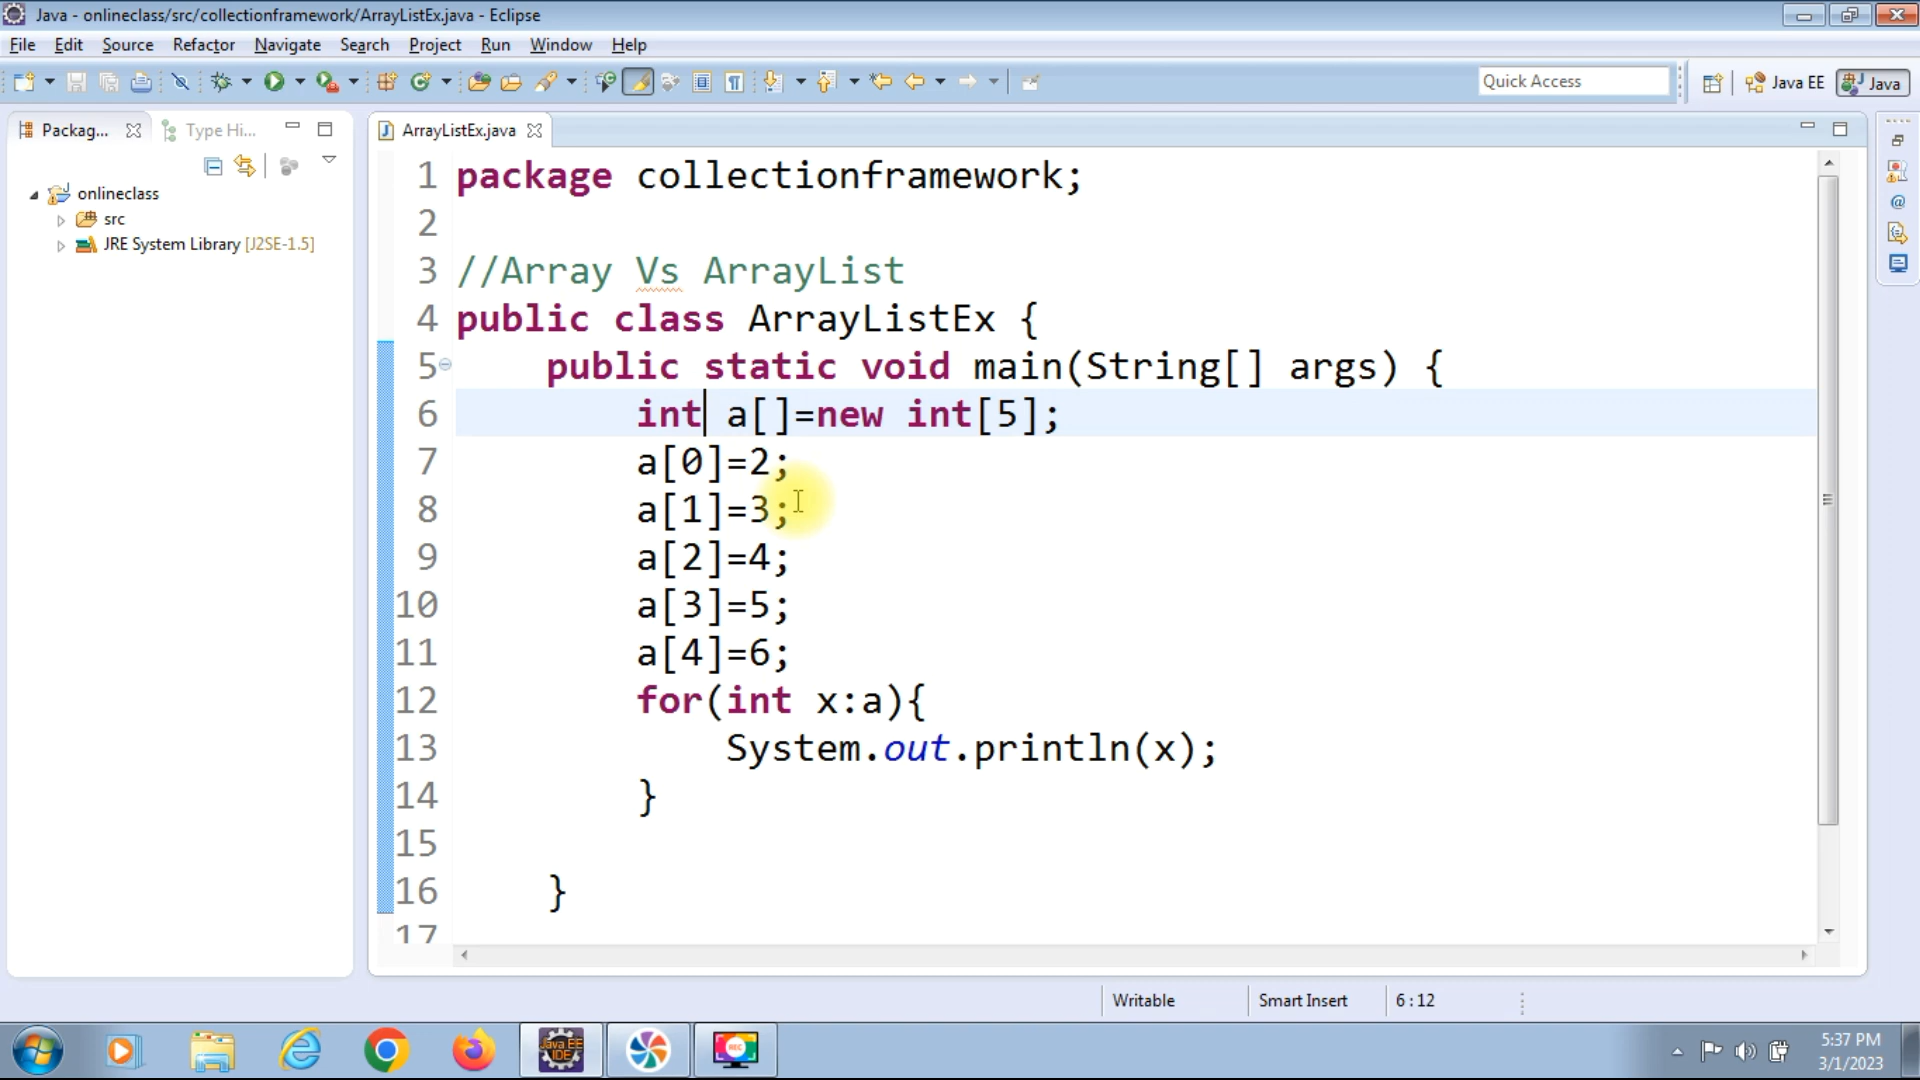 Java - onlineclass/src/collectionframework/ArrayListEx.java - Eclipse
File Edit Source Refactor Navigate Search Project Run Window Help
Quick Access
Java EE
Java
Packag...
Type Hi...
ArrayListEx.java
onlineclass
src
JRE System Library [J2SE-1.5]
1 package collectionframework;
2
3 //Array Vs ArrayList
4 public class ArrayListEx {
5 public static void main(String[] args) {
6 int a[]=new int[5];
7 a[0]=2;
8 a[1]=3;
9 a[2]=4;
10 a[3]=5;
11 a[4]=6;
12 for(int x:a){
13 System.out.println(x);
14 }
15
16 }
17
Writable Smart Insert 6 : 12
Java EE
IDE
REC
5:37 PM
3/1/2023